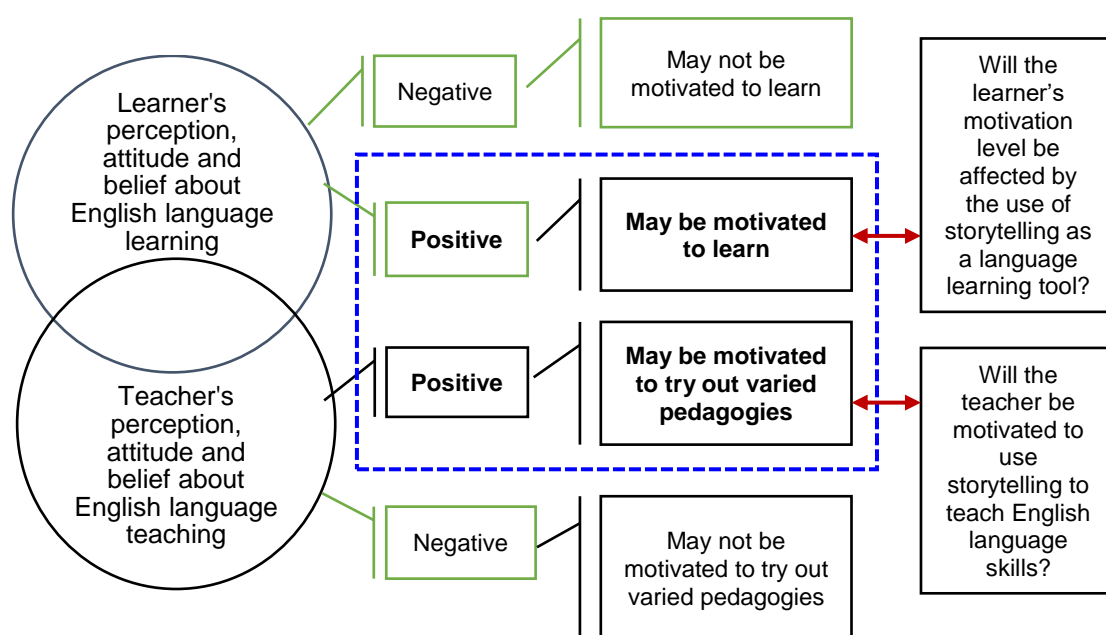 Learner's
perception,
attitude and
belief about
English language
learning
Negative
May not be
motivated to learn
Positive
May be motivated
to learn
Will the
learner’s
motivation
level be
affected by
the use of
storytelling as
a language
learning tool?
Teacher's
perception,
attitude and
belief about
English language
teaching
Positive
May be motivated
to try out varied
pedagogies
Will the
teacher be
motivated to
use
storytelling to
teach English
language
skills?
Negative
May not be
motivated to try out
varied pedagogies